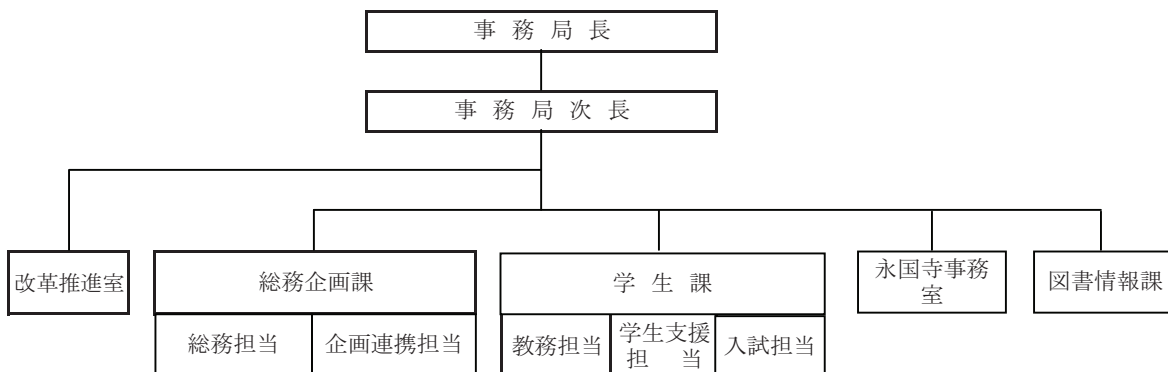 事務局長
事務局次長
改革推進室
総務企画課
学生課
永国寺事務
室
図書情報課
総務担当
企画連携担当
教務担当
学生支援
担当
入試担当